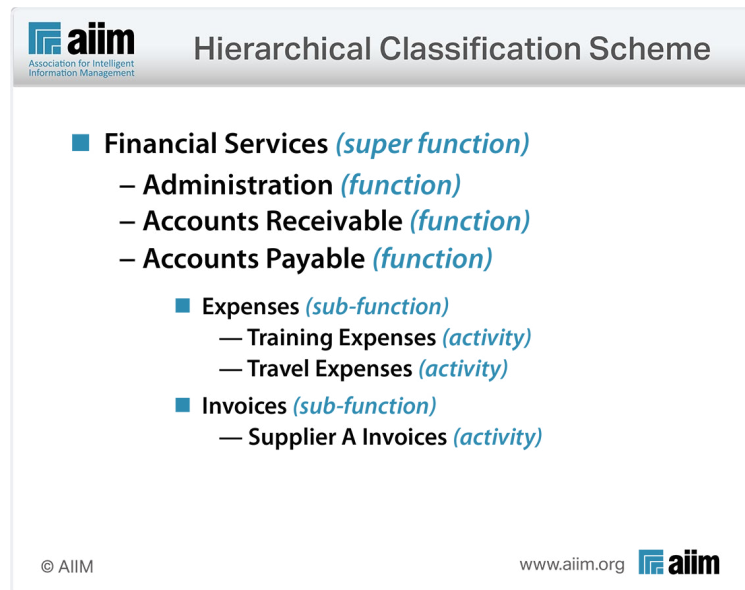 aiim
Association for Intelligent
Information Management
Hierarchical Classification Scheme
Financial Services (super function)
– Administration (function)
– Accounts Receivable (function)
– Accounts Payable (function)
Expenses (sub-function)
— Training Expenses (activity)
— Travel Expenses (activity)
Invoices (sub-function)
— Supplier A Invoices (activity)
© AIIM
www.aiim.org aiim